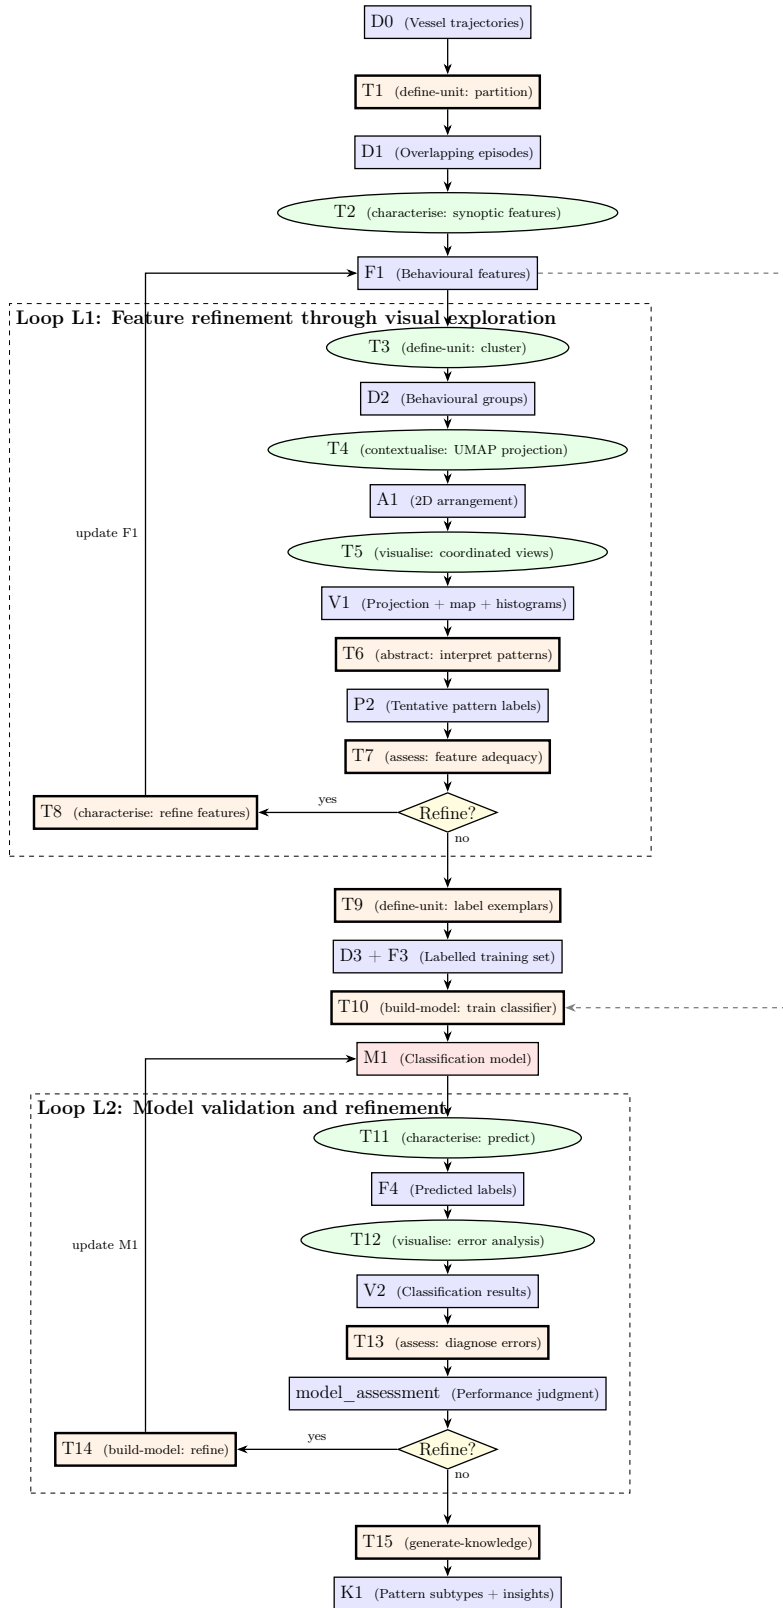 D0 (Vessel trajectories)
T1 (define-unit: partition)
D1 (Overlapping episodes)
T2 (characterise: synoptic features)
F1 (Behavioural features)
Loop L1: Feature refinement through visual exploration
T3 (define-unit: cluster)
D2 (Behavioural groups)
T4 (contextualise: UMAP projection)
A1 (2D arrangement)
update F1
T5 (visualise: coordinated views)
V1 (Projection + map + histograms)
T6 (abstract: interpret patterns)
P2 (Tentative pattern labels)
T7 (assess: feature adequacy)
T8 (characterise: refine features)
yes
Refine?
no
T9 (define-unit: label exemplars)
D3 + F3 (Labelled training set)
T10 (build-model: train classifier)
M1 (Classification model)
Loop L2: Model validation and refinement
T11 (characterise: predict)
F4 (Predicted labels)
T12 (visualise: error analysis)
update M1
V2 (Classification results)
T13 (assess: diagnose errors)
model_assessment (Performance judgment)
T14 (build-model: refine)
yes
Refine?
no
T15 (generate-knowledge)
K1 (Pattern subtypes + insights)